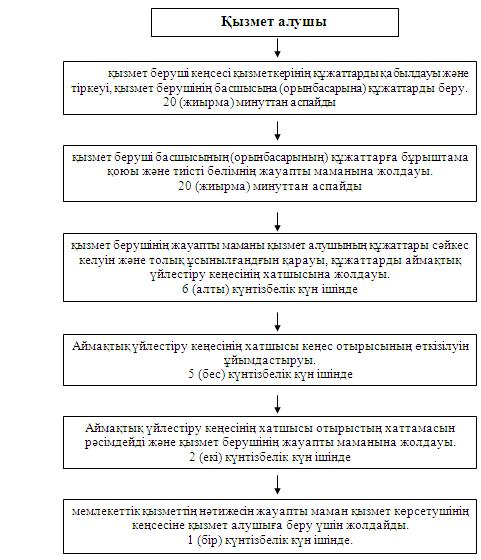 Қызмет алушы
қызмет беруші кеңсесі қызметкерінің құжаттарды қабылдауы және
тіркеуі, қызмет берушінің басшысына (орынбасарына) құжаттарды беру.
20 (жиырма) минуттан аспайды
қызмет беруші басшысының (орынбасарының) құжаттарға бұрыштама
қоюы және тиісті бөлімнің жауапты маманына жолдауы.
20 (жиырма) минуттан аспайды
қызмет берушінің жауапты маманы қызмет алушының құжаттары сәйкес
келуін және толық ұсынылғандғын қарауы, құжаттарды аймақтық
үйлестіру кеңесінің хатшысына жолдауы.
6 (алты) күнтізбелік күн ішінде
Аймақтық үйлестіру кеңесінің хатшысы кеңес отырысының өткізілуін
ұйымдастыруы.
5 (бес) күнтізбелік күн ішінде
Аймақтық үйлестіру кеңесінің хатшысы отырыстың хаттамасын
рәсімдейді және қызмет берушінің жауапты маманына жолдауы.
2 (екі) күнтізбелік күн ішінде
мемлекеттік қызметтің нәтижесін жауапты маман қызмет көрсетушінің
кеңсесіне қызмет алушыға беру үшін жолдайды.
1 (бір) күнтізбелік күн ішінде.